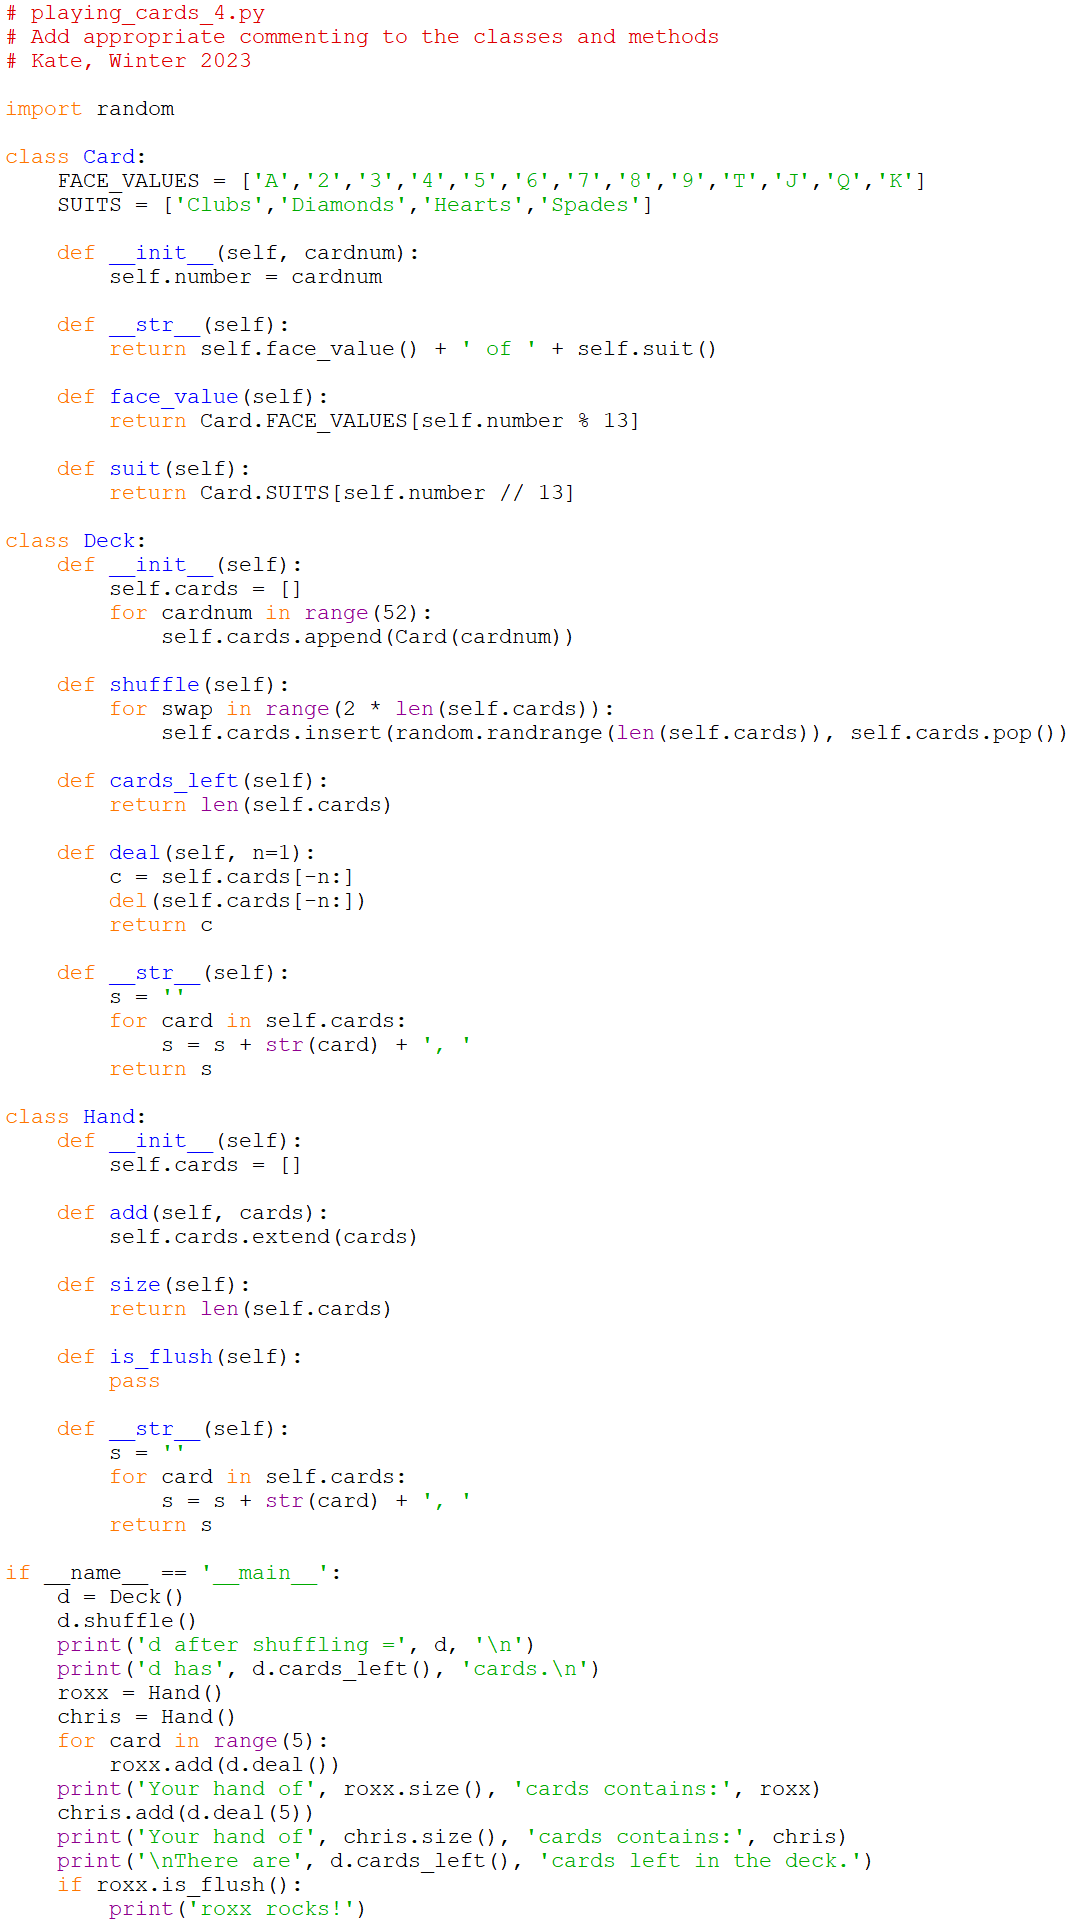 # playing_cards_4.py
# Add appropriate commenting to the classes and methods
# Kate, Winter 2023

import random

class Card:
    FACE_VALUES = ['A','2','3','4','5','6','7','8','9','T','J','Q','K']
    SUITS = ['Clubs','Diamonds','Hearts','Spades']

    def __init__(self, cardnum):
        self.number = cardnum

    def __str__(self):
        return self.face_value() + ' of ' + self.suit()

    def face_value(self):
        return Card.FACE_VALUES[self.number % 13]

    def suit(self):
        return Card.SUITS[self.number // 13]

class Deck:
    def __init__(self):
        self.cards = []
        for cardnum in range(52):
            self.cards.append(Card(cardnum))

    def shuffle(self):
        for swap in range(2 * len(self.cards)):
            self.cards.insert(random.randrange(len(self.cards)), self.cards.pop())

    def cards_left(self):
        return len(self.cards)

    def deal(self, n=1):
        c = self.cards[-n:]
        del(self.cards[-n:])
        return c

    def __str__(self):
        s = ''
        for card in self.cards:
            s = s + str(card) + ', '
        return s

class Hand:
    def __init__(self):
        self.cards = []

    def add(self, cards):
        self.cards.extend(cards)

    def size(self):
        return len(self.cards)

    def is_flush(self):
        pass

    def __str__(self):
        s = ''
        for card in self.cards:
            s = s + str(card) + ', '
        return s

if __name__ == '__main__':
    d = Deck()
    d.shuffle()
    print('d after shuffling =', d, '\n')
    print('d has', d.cards_left(), 'cards.\n')
    roxx = Hand()
    chris = Hand()
    for card in range(5):
        roxx.add(d.deal())
    print('Your hand of', roxx.size(), 'cards contains:', roxx)
    chris.add(d.deal(5))
    print('Your hand of', chris.size(), 'cards contains:', chris)
    print('\nThere are', d.cards_left(), 'cards left in the deck.')
    if roxx.is_flush():
        print('roxx rocks!')